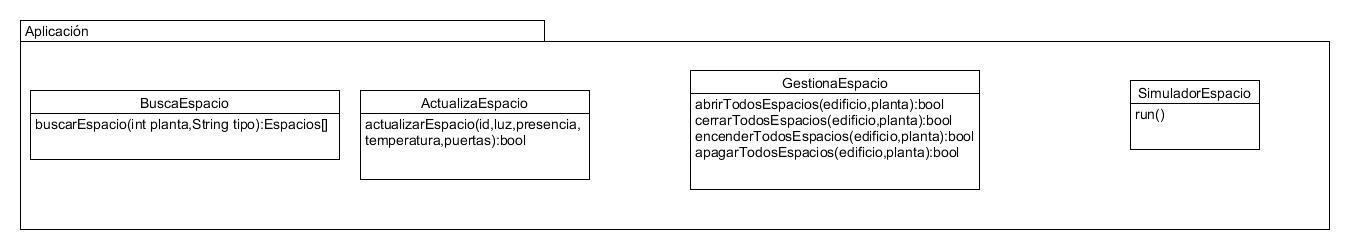 Aplicación
BuscaEspacio
buscarEspacio(int planta,String tipo):Espacios[]
ActualizaEspacio
actualizarEspacio(id,luz,presencia,
temperatura,puertas):bool
GestionaEspacio
abrirTodosEspacios(edificio,planta):bool
cerrarTodosEspacios(edificio,planta):bool
encenderTodosEspacios(edificio,planta):bool
apagarTodosEspacios(edificio,planta):bool
SimuladorEspacio
run()